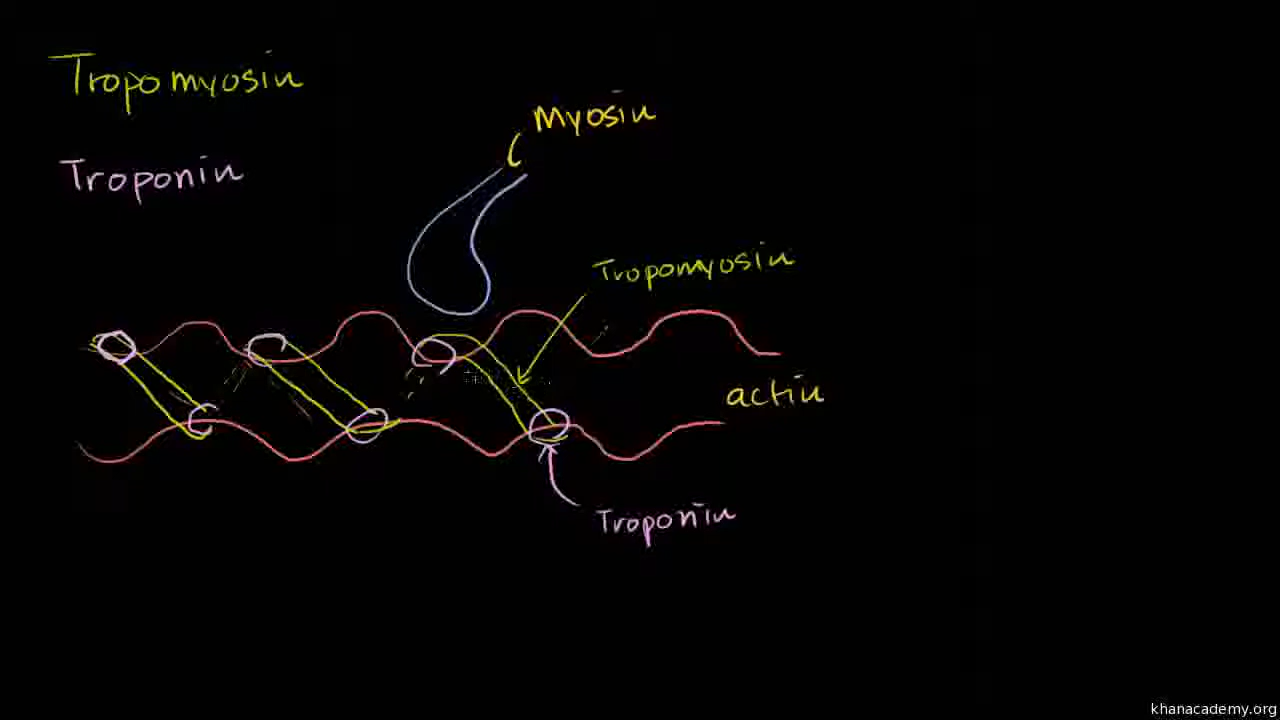 Tropomyosin
Myosin
Troponin
Tropomyosin
actin
Troponin
khanacademy.org